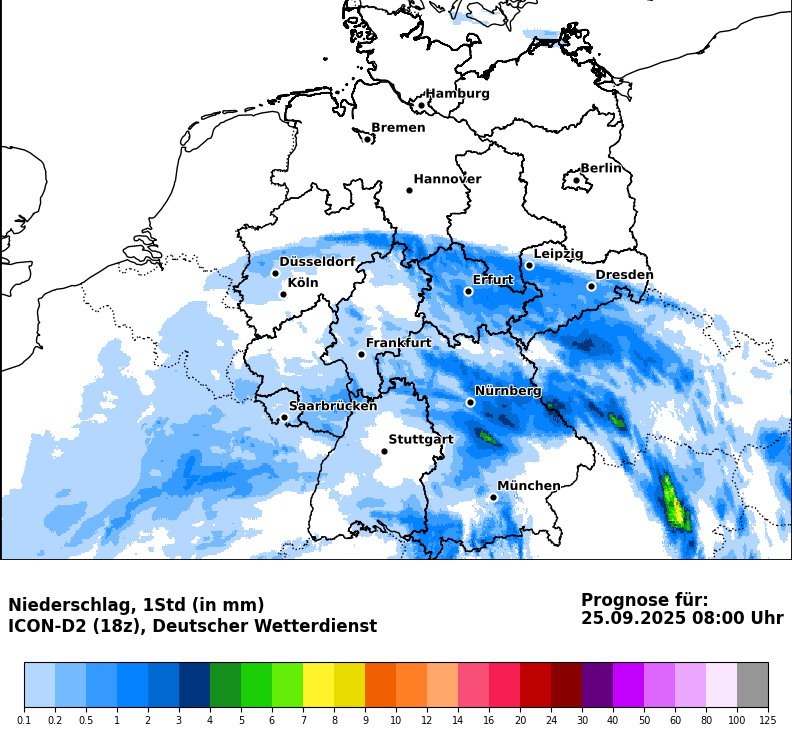 Hamburg
Bremen
Berlin
Hannover
Leipzig
Düsseldorf
Dresden
Köln
Erfurt
Frankfurt
Nürnberg
Saarbrücken
Stuttgart
München
Niederschlag, 1Std (in mm)
ICON-D2 (18z), Deutscher Wetterdienst
Prognose für:
25.09.2025 08:00 Uhr
0.1 0.2 0.5 1 2 3 4 5 6 7 8 9 10 12 14 16 20 24 30 40 50 60 80 100 125